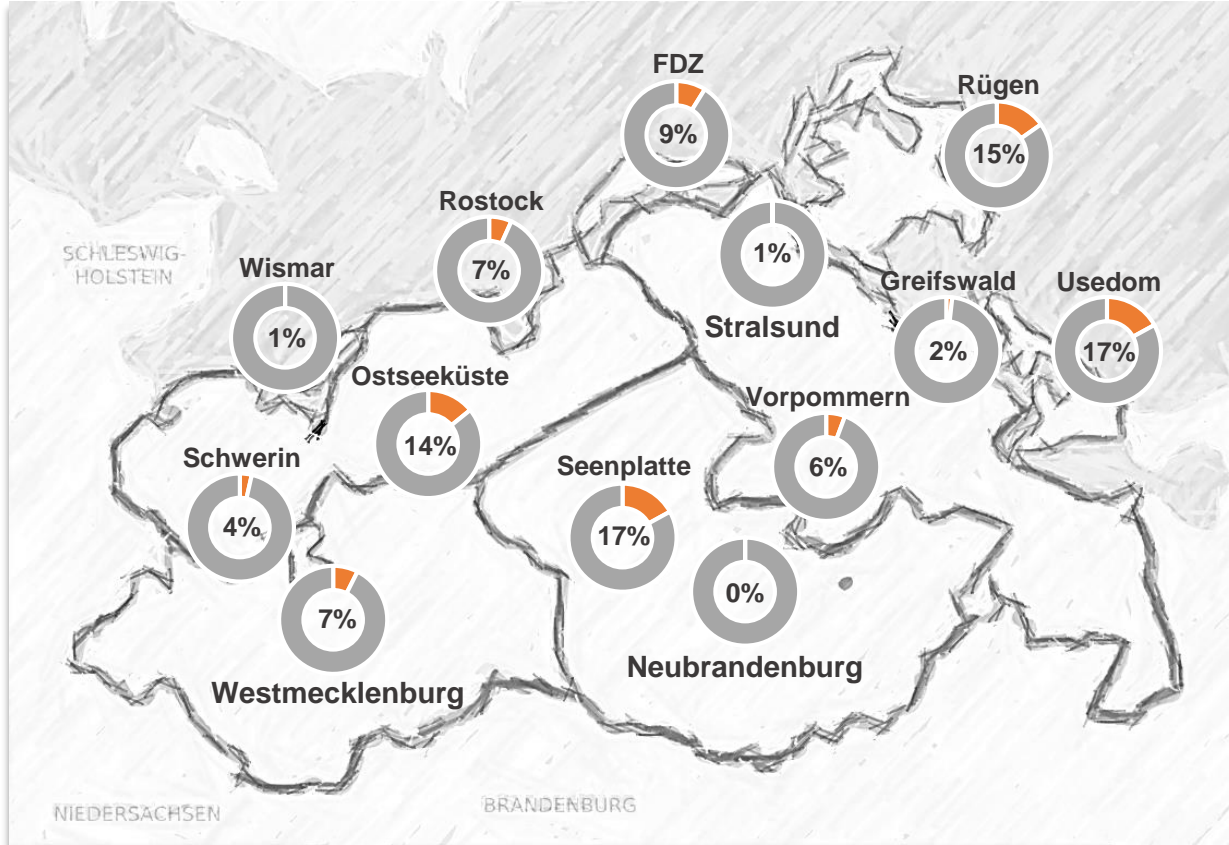 FDZ
9%
Rügen
15%
Rostock
7%
SCHLESWIG-
HOLSTEIN
Wismar
1%
1%
Stralsund
Greifswald
2%
Usedom
17%
Ostseeküste
14%
Vorpommern
6%
Schwerin
4%
Seenplatte
17%
7%
Westmecklenburg
0%
Neubrandenburg
NIEDERSACHSEN
BRANDENBURG